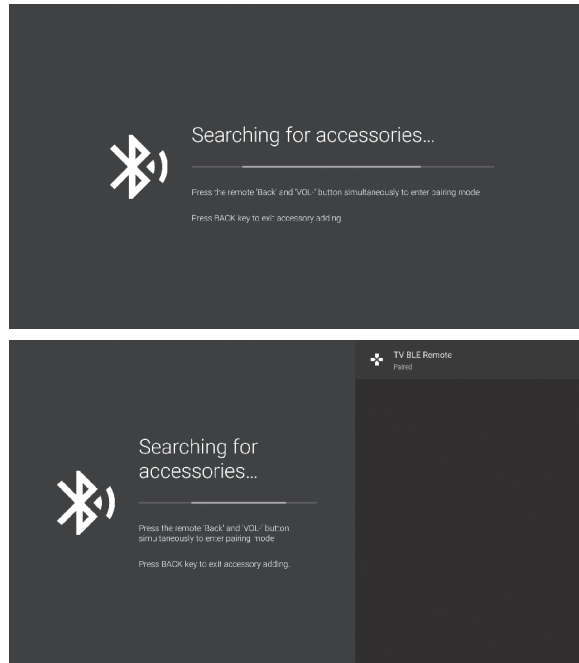 Searching for accessories...
Press the remote 'Back' and 'VOL-' button simultaneously to enter pairing mode
Press BACK key to exit accessory adding.
TV BLE Remote
Paired
Searching for
accessories...
Press the remote 'Back' and 'VOL-' button
simultaneously to enter pairing mode
Press BACK key to exit accessory adding.